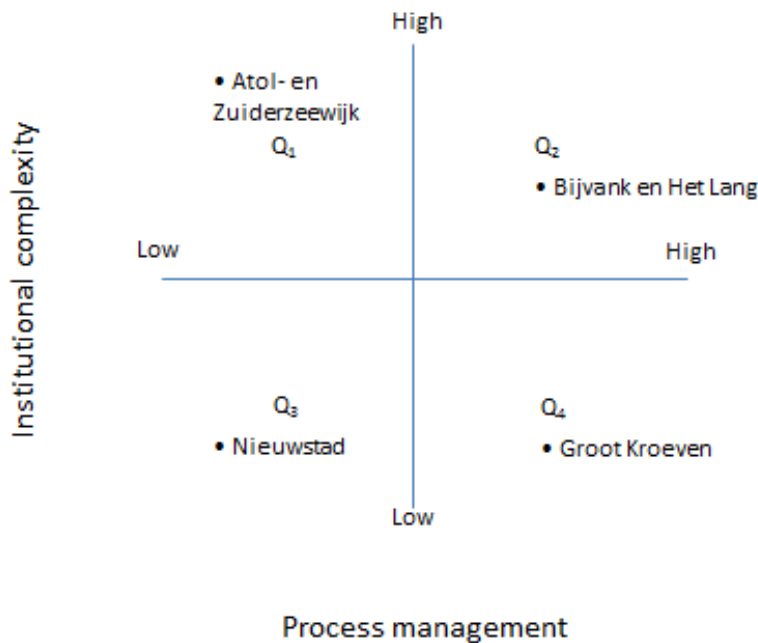 High
• Atol- en
Zuiderzeewijk
Q₁
Q₂
• Bijvank en Het Lang
Institutional complexity
Low
High
Q₃
Q₄
• Nieuwstad
• Groot Kroeven
Low
Process management